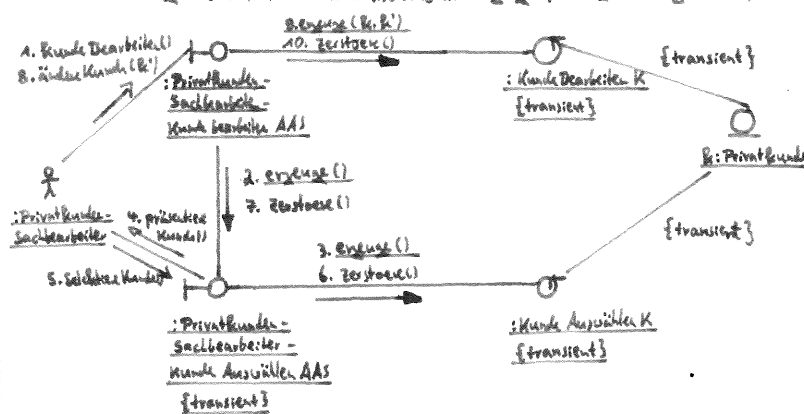 1. Kunde Bearbeiten()
8. ändere Kunde(k')
9. erzeuge(k, k')
10. zerstoere()
{transient}
:Privatkunden-
Sachbearbeit-
Kunde bearbeiten AAS
:Kunde Bearbeiten K
{transient}
k:Privatkunde
2. erzeuge()
7. zerstoere()
:Privatkunden-
Sachbearbeiter
4. präsentiere
Kunde()
5. Selektiere Kunde()
3. erzeuge()
6. zerstoere()
{transient}
:Privatkunden-
Sachbearbeiter-
Kunde Auswählen AAS
{transient}
:Kunde Auswählen K
{transient}